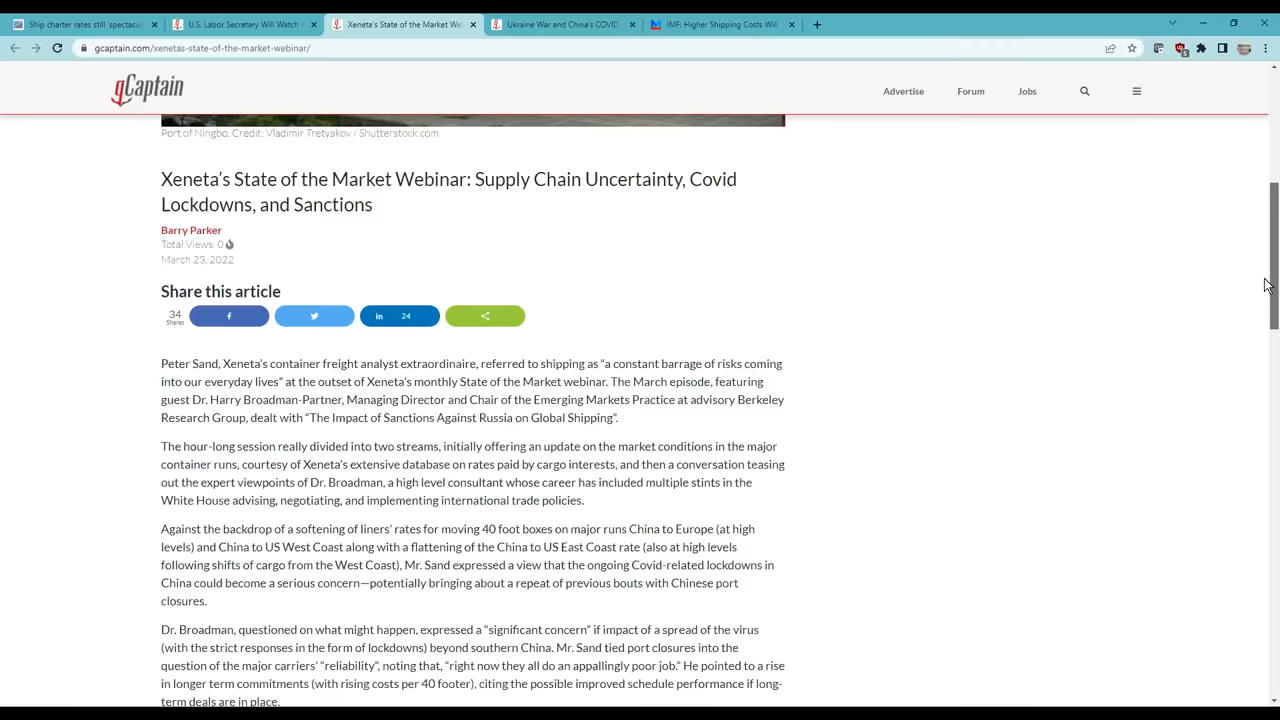 Ship charter rates still 'spectacul
U.S. Labor Secretary Will Watch
Xeneta's State of the Market We
Ukraine War and China's COVID
IMF: Higher Shipping Costs Will
gcaptain.com/xenetas-state-of-the-market-webinar/
gCaptain
Advertise
Forum
Jobs
Port of Ningbo, Credit: Vladimir Tretyakov / Shutterstock.com
Xeneta’s State of the Market Webinar: Supply Chain Uncertainty, Covid
Lockdowns, and Sanctions
Barry Parker
Total Views: 0
March 23, 2022
Share this article
34
Shares
24
Peter Sand, Xeneta’s container freight analyst extraordinaire, referred to shipping as “a constant barrage of risks coming
into our everyday lives” at the outset of Xeneta’s monthly State of the Market webinar. The March episode, featuring
guest Dr. Harry Broadman-Partner, Managing Director and Chair of the Emerging Markets Practice at advisory Berkeley
Research Group, dealt with “The Impact of Sanctions Against Russia on Global Shipping”.
The hour-long session really divided into two streams, initially offering an update on the market conditions in the major
container runs, courtesy of Xeneta’s extensive database on rates paid by cargo interests, and then a conversation teasing
out the expert viewpoints of Dr. Broadman, a high level consultant whose career has included multiple stints in the
White House advising, negotiating, and implementing international trade policies.
Against the backdrop of a softening of liners’ rates for moving 40 foot boxes on major runs China to Europe (at high
levels) and China to US West Coast along with a flattening of the China to US East Coast rate (also at high levels
following shifts of cargo from the West Coast), Mr. Sand expressed a view that the ongoing Covid-related lockdowns in
China could become a serious concern—potentially bringing about a repeat of previous bouts with Chinese port
closures.
Dr. Broadman, questioned on what might happen, expressed a “significant concern” if impact of a spread of the virus
(with the strict responses in the form of lockdowns) beyond southern China. Mr. Sand tied port closures into the
question of the major carriers’ “reliability”, noting that, “right now they all do an appallingly poor job.” He pointed to a rise
in longer term commitments (with rising costs per 40 footer), citing the possible improved schedule performance if long-
term deals are in place.